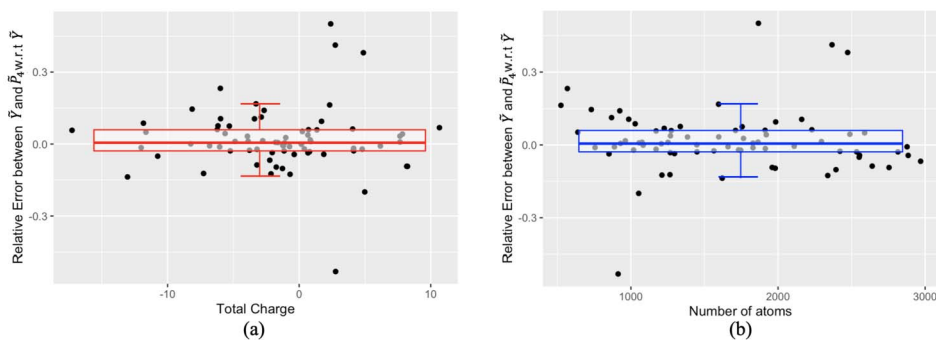 Relative Error between Ỹ and P̃₄ w.r.t Ỹ
0.3
0.0
-0.3
-10
0
10
Total Charge
(a)
Relative Error between Ỹ and P̃₄ w.r.t Ỹ
0.3
0.0
-0.3
1000
2000
3000
Number of atoms
(b)